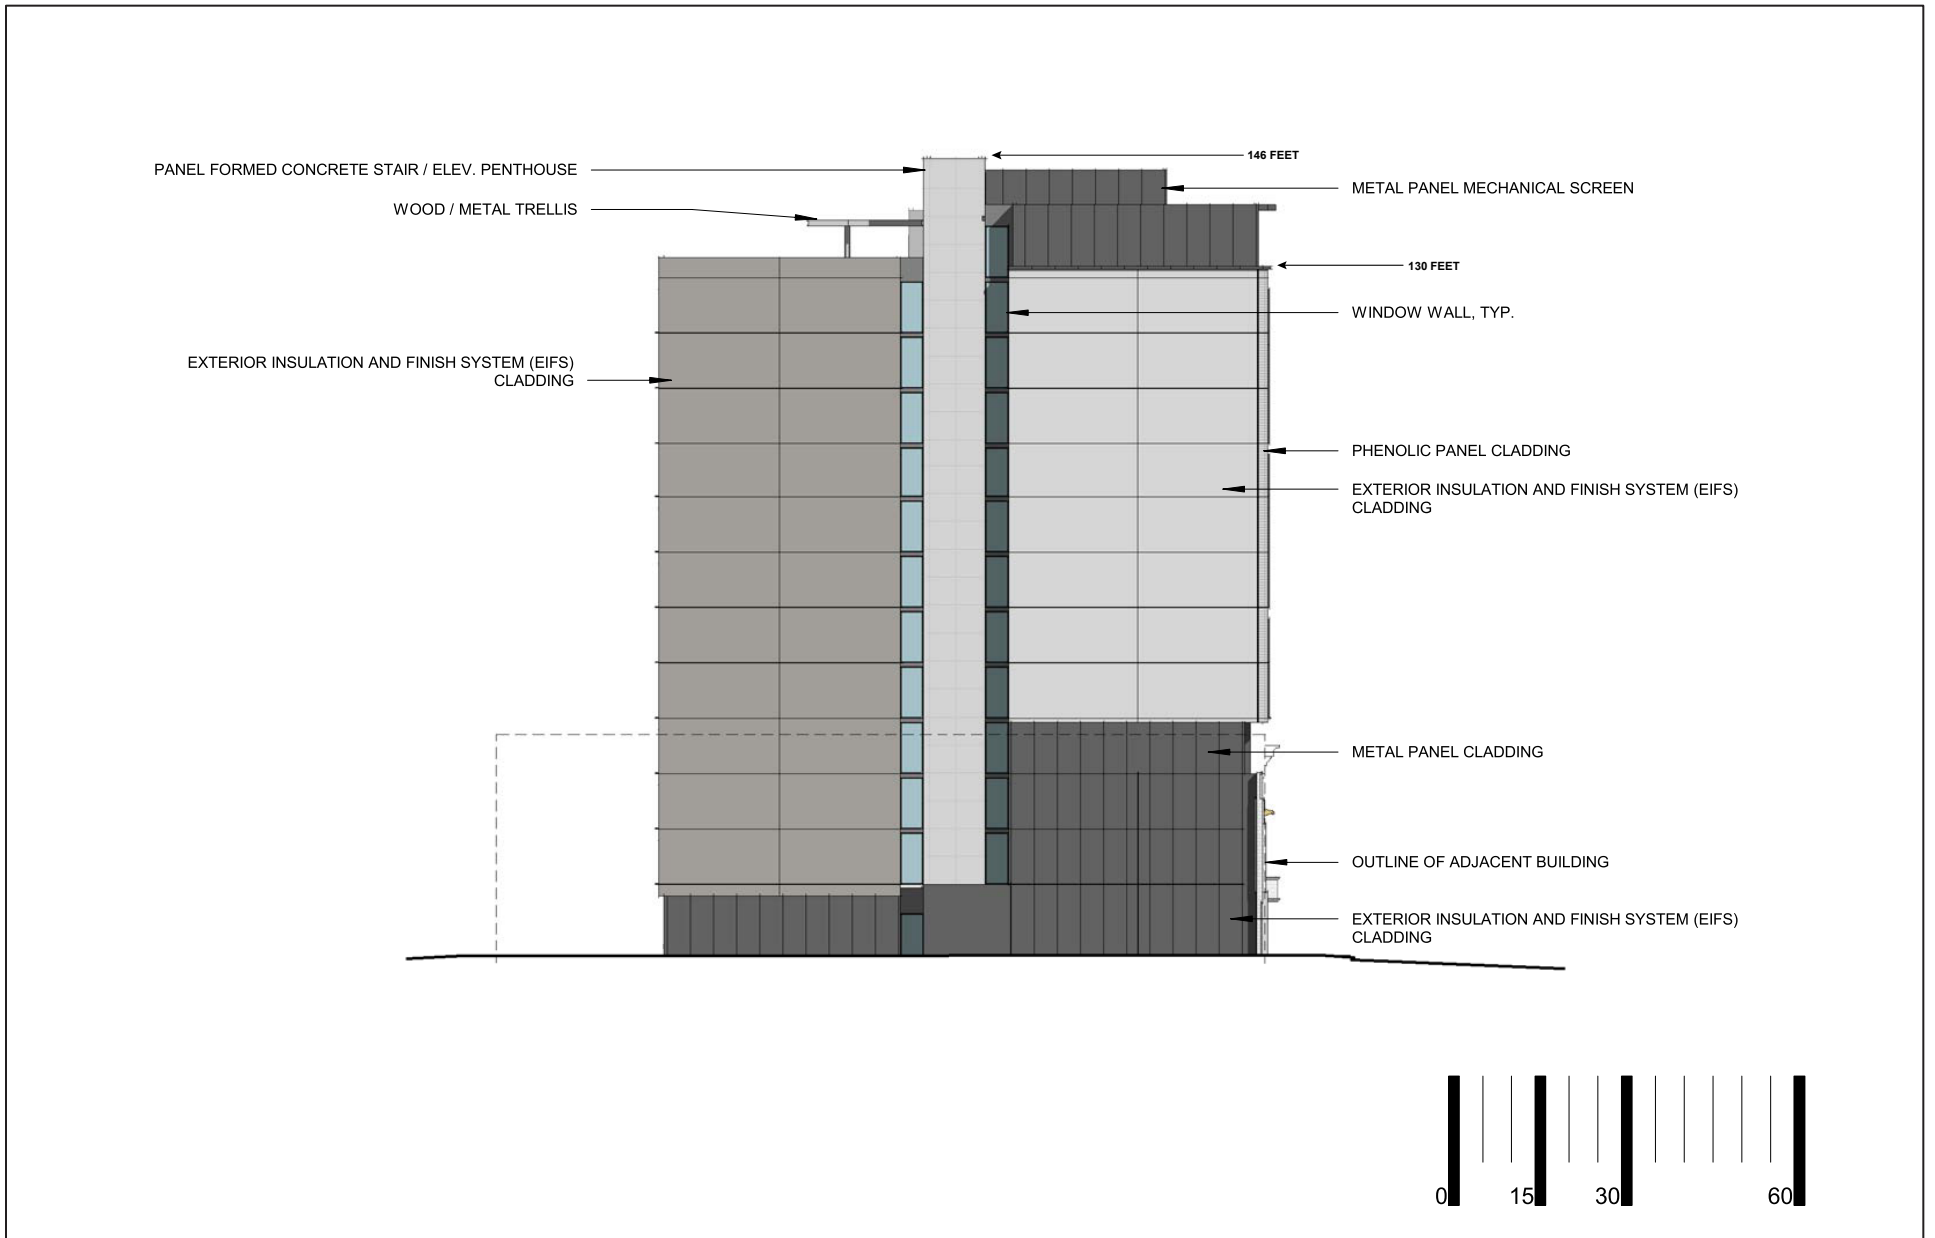 146 FEET
PANEL FORMED CONCRETE STAIR / ELEV. PENTHOUSE
METAL PANEL MECHANICAL SCREEN
WOOD / METAL TRELLIS
130 FEET
WINDOW WALL, TYP.
EXTERIOR INSULATION AND FINISH SYSTEM (EIFS)
CLADDING
PHENOLIC PANEL CLADDING
EXTERIOR INSULATION AND FINISH SYSTEM (EIFS)
CLADDING
METAL PANEL CLADDING
OUTLINE OF ADJACENT BUILDING
EXTERIOR INSULATION AND FINISH SYSTEM (EIFS)
CLADDING
0 15 30 60